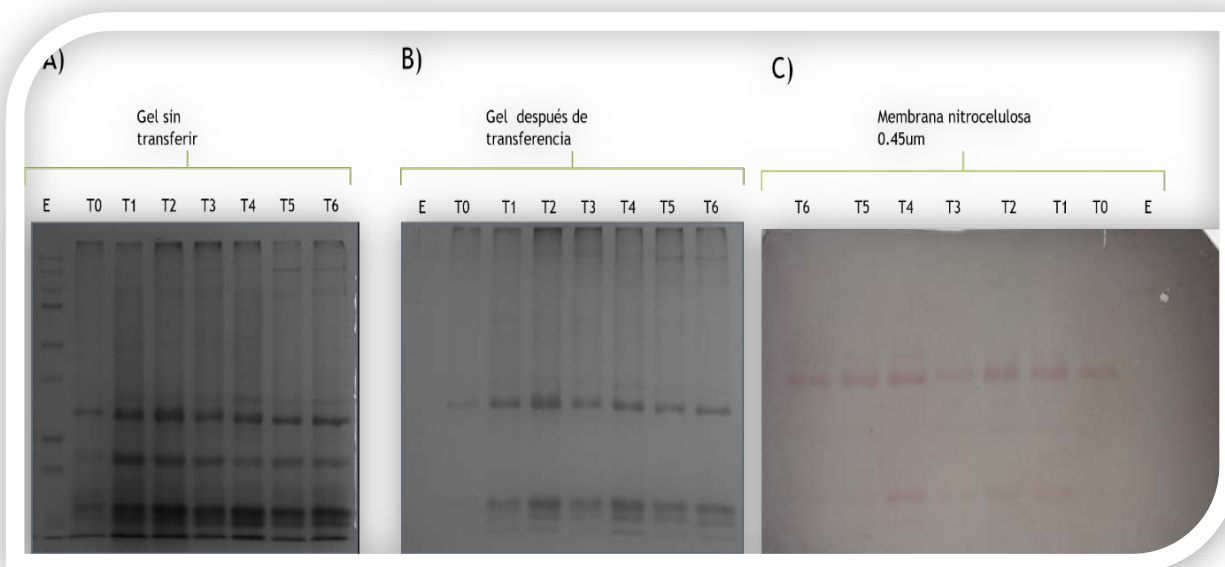 A)
B)
C)
Gel sin
transferir
Gel después de
transferencia
Membrana nitrocelulosa
0.45um
E T0 T1 T2 T3 T4 T5 T6
E T0 T1 T2 T3 T4 T5 T6
T6 T5 T4 T3 T2 T1 T0 E